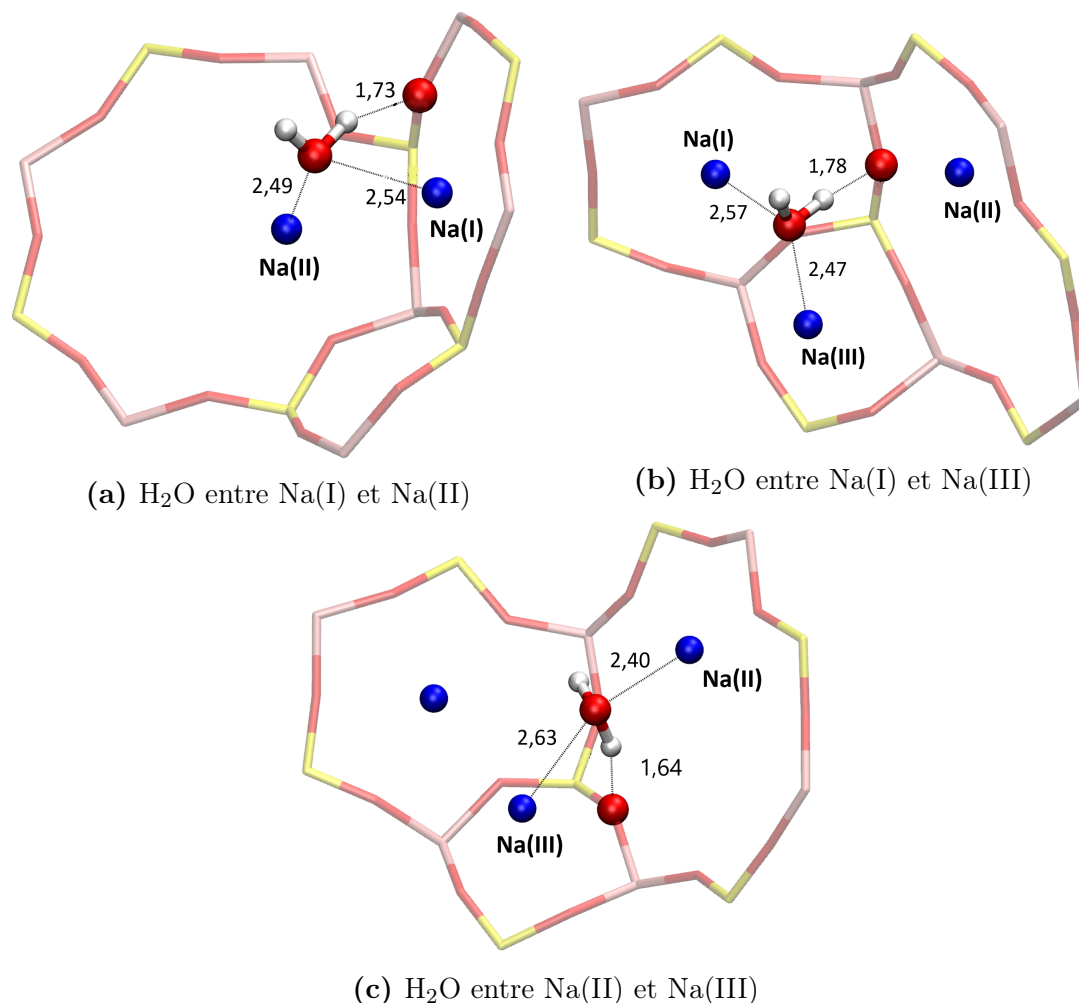 1,73
2,49
2,54
Na(I)
Na(II)
(a) H₂O entre Na(I) et Na(II)
Na(I)
1,78
2,57
Na(II)
2,47
Na(III)
(b) H₂O entre Na(I) et Na(III)
2,40
Na(II)
2,63
1,64
Na(III)
(c) H₂O entre Na(II) et Na(III)